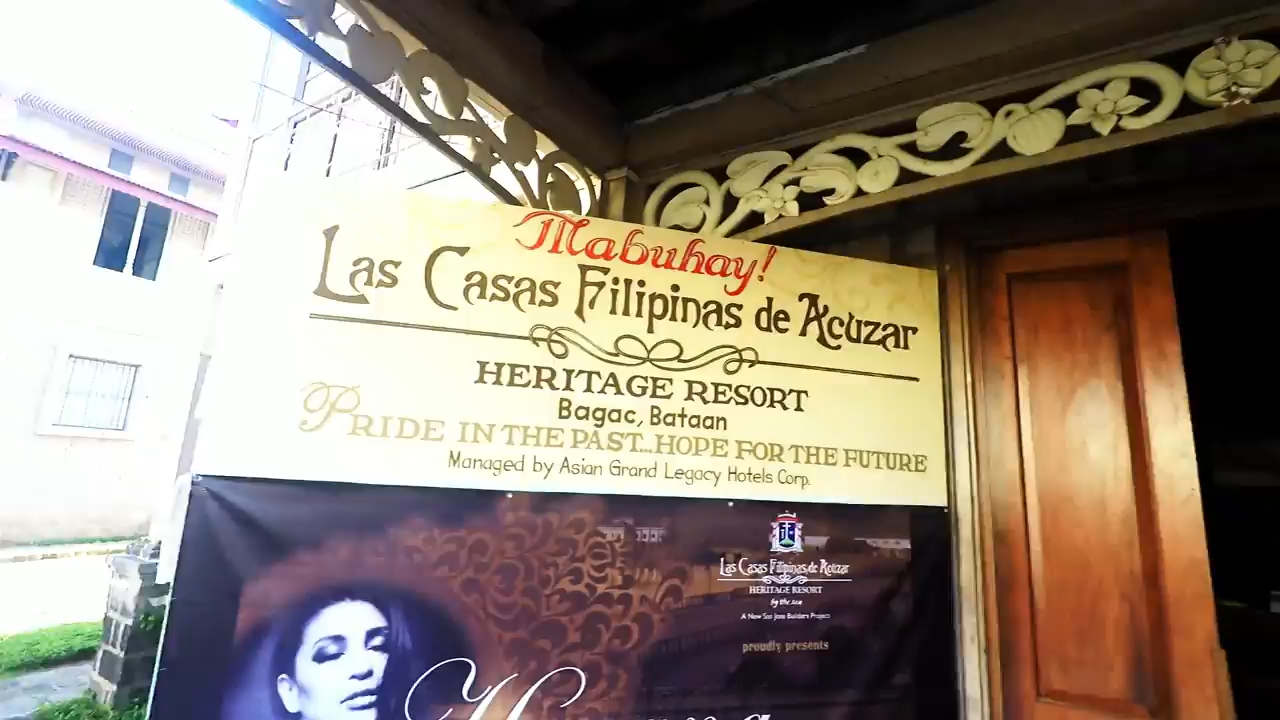 Mabuhay!
Las Casas Filipinas de Acuzar
HERITAGE RESORT
Bagac, Bataan
PRIDE IN THE PAST...HOPE FOR THE FUTURE
Managed by Asian Grand Legacy Hotels Corp.
Las Casas Filipinas de Acuzar
HERITAGE RESORT
by the sea
A New San Jose Builders Project
proudly presents